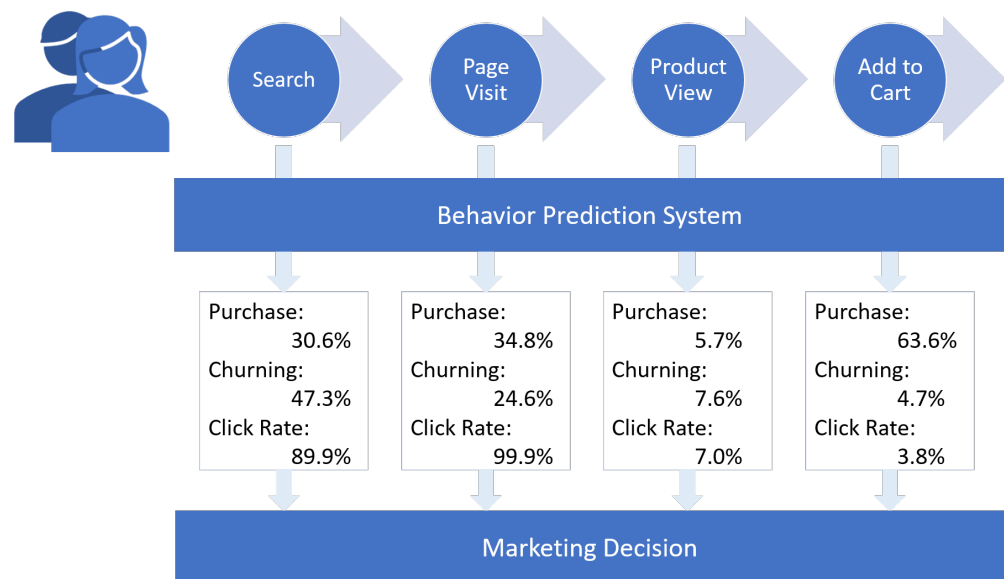 Search
Page
Visit
Product
View
Add to
Cart
Behavior Prediction System
Purchase:
30.6%
Churning:
47.3%
Click Rate:
89.9%
Purchase:
34.8%
Churning:
24.6%
Click Rate:
99.9%
Purchase:
5.7%
Churning:
7.6%
Click Rate:
7.0%
Purchase:
63.6%
Churning:
4.7%
Click Rate:
3.8%
Marketing Decision